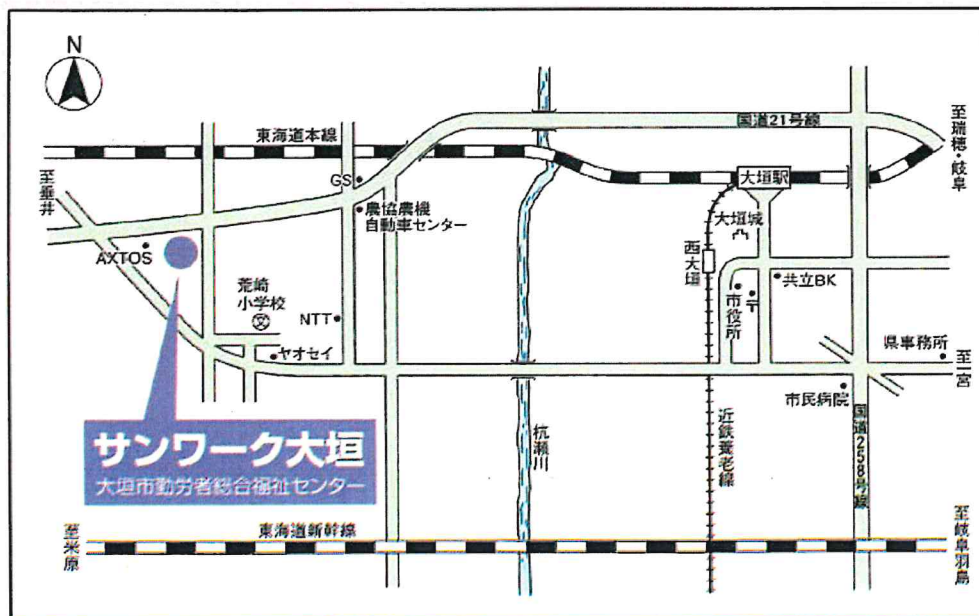 N
東海道本線
国道21号線
至瑞穂・岐阜
至垂井
GS
大垣駅
農協農機
自動車センター
大垣城
AXTOS
西大垣
荒崎
小学校
文
市役所
〒
共立BK
NTT
ヤオセイ
県事務所
至一宮
市民病院
サンワーク大垣
大垣市勤労者総合福祉センター
杭瀬川
近鉄養老線
国道258号線
至米原
東海道新幹線
至岐阜羽島